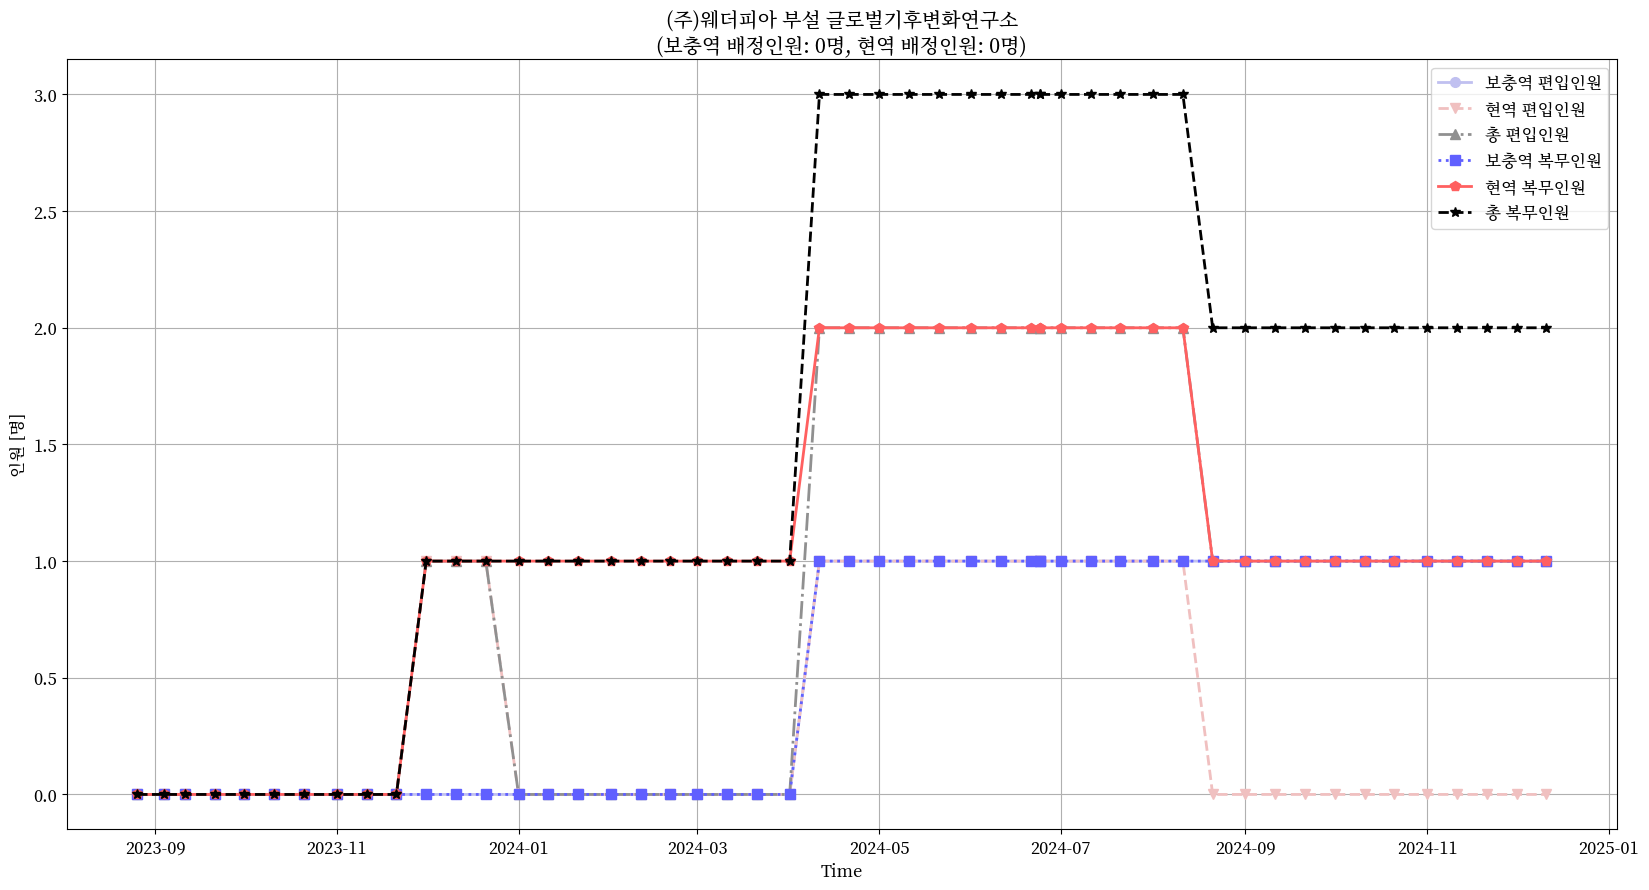 (주)웨더피아 부설 글로벌기후변화연구소
(보충역 배정인원: 0명, 현역 배정인원: 0명)
보충역 편입인원
현역 편입인원
총 편입인원
보충역 복무인원
현역 복무인원
총 복무인원
인원 [명]
3.0
2.5
2.0
1.5
1.0
0.5
0.0
2023-09
2023-11
2024-01
2024-03
2024-05
2024-07
2024-09
2024-11
2025-01
Time